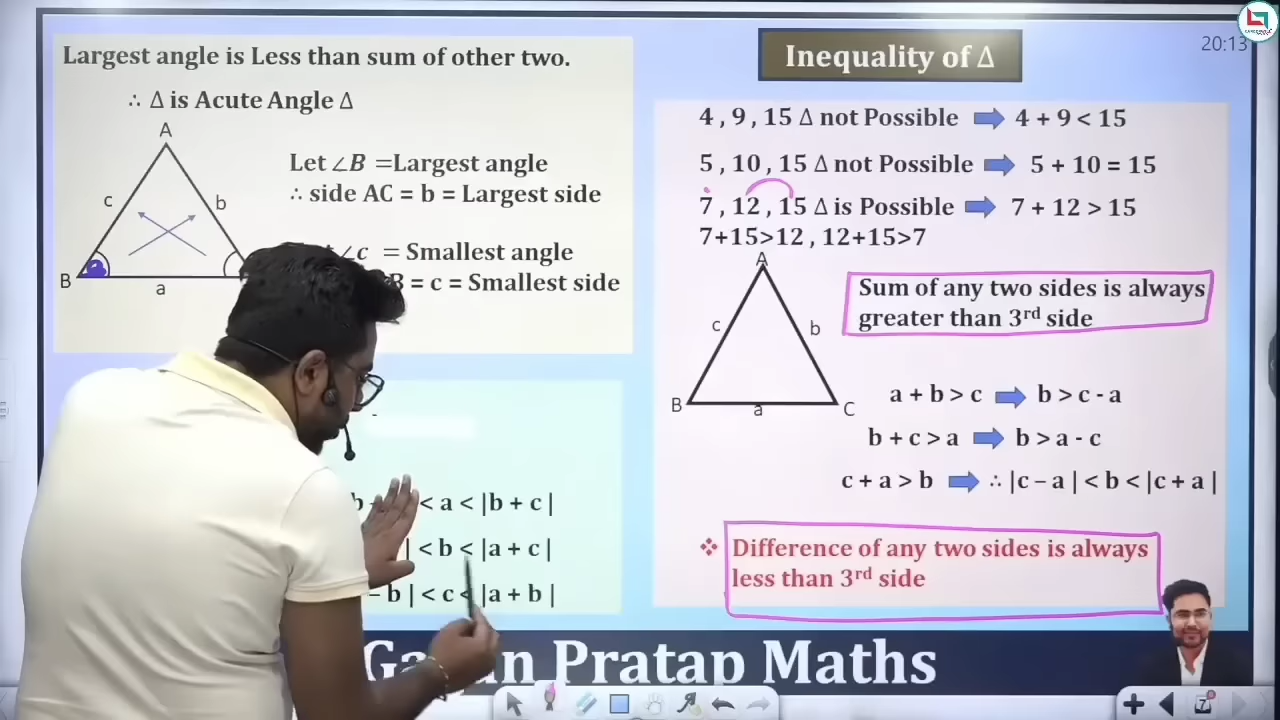 Largest angle is Less than sum of other two.
∴ Δ is Acute Angle Δ
A
Let ∠B =Largest angle
∴ side AC = b = Largest side
c
b
∠c = Smallest angle
B = c = Smallest side
B
a
< a < |b + c|
| < b < |a + c|
– b | < c < |a + b |
Inequality of Δ
20:13
4 , 9 , 15 Δ not Possible ➡ 4 + 9 < 15
5 , 10 , 15 Δ not Possible ➡ 5 + 10 = 15
7 , 12 , 15 Δ is Possible ➡ 7 + 12 > 15
7+15>12 , 12+15>7
A
c
b
B
a
C
Sum of any two sides is always
greater than 3rd side
a + b > c ➡ b > c - a
b + c > a ➡ b > a - c
c + a > b ➡ ∴ |c – a | < b < |c + a |
❖ Difference of any two sides is always
less than 3rd side
Pratap Maths
7